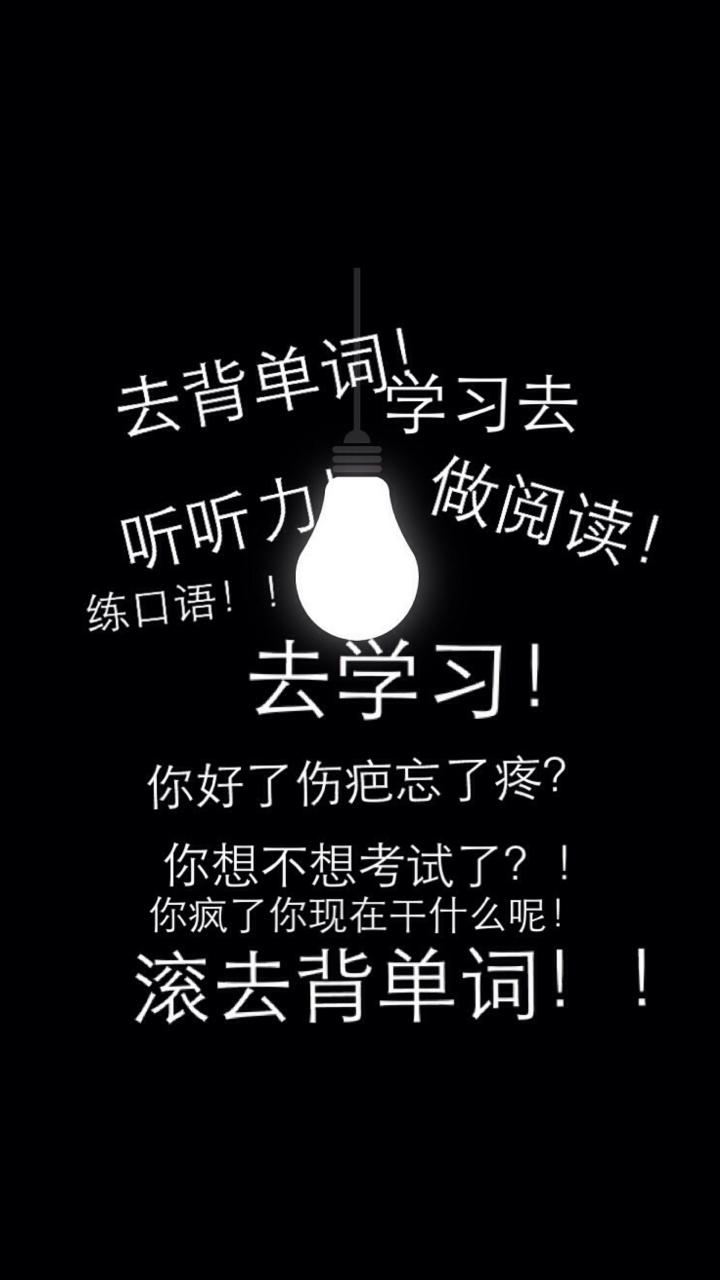 去背单词！
学习去
听听力！
做阅读！
练口语！！
去学习！
你好了伤疤忘了疼？
你想不想考试了？！
你疯了你现在干什么呢！
滚去背单词！！